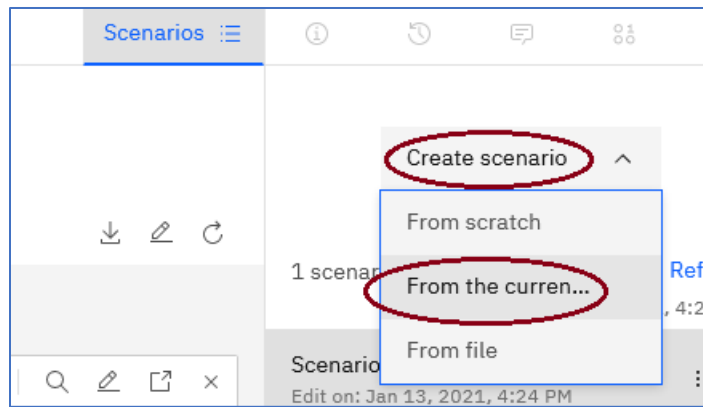 Scenarios
Create scenario
From scratch
1 scenar
Ref
From the curren...
, 4:2
From file
Scenario
Edit on: Jan 13, 2021, 4:24 PM